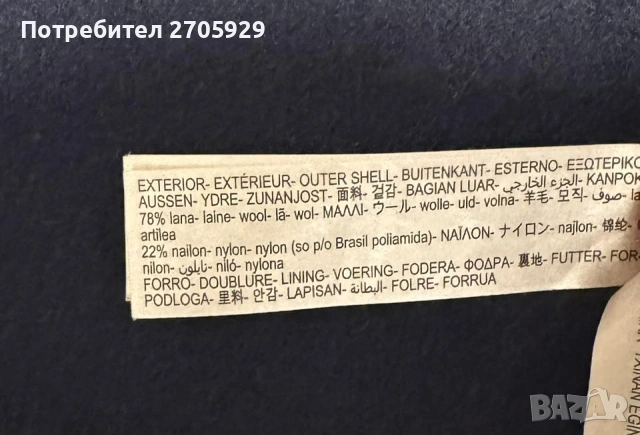 Потребител 2705929
EXTERIOR- EXTÉRIEUR- OUTER SHELL- BUITENKANT- ESTERNO- ΕΞΩΤΕΡΙΚΟ
AUSSEN- YDRE- ZUNANJOST- 面料- 겉감- BAGIAN LUAR- الجزء الخارجي- KANPOK
78% lana- laine- wool- lã- wol- ΜΑΛΛΙ- ウール- wolle- uld- volna- 羊毛- 모직- صوف- la
artilea
22% nailon- nylon- nylon (so p/o Brasil poliamida)- ΝΑΪΛΟΝ- ナイロン- najlon- 锦纶-
nilon- نايلون- niló- nylona
FORRO- DOUBLURE- LINING- VOERING- FODERA- ΦΟΔΡΑ- 裏地- FUTTER- FOR
PODLOGA- 里料- 안감- LAPISAN- البطانة- FOLRE- FORRUA
BAZAR